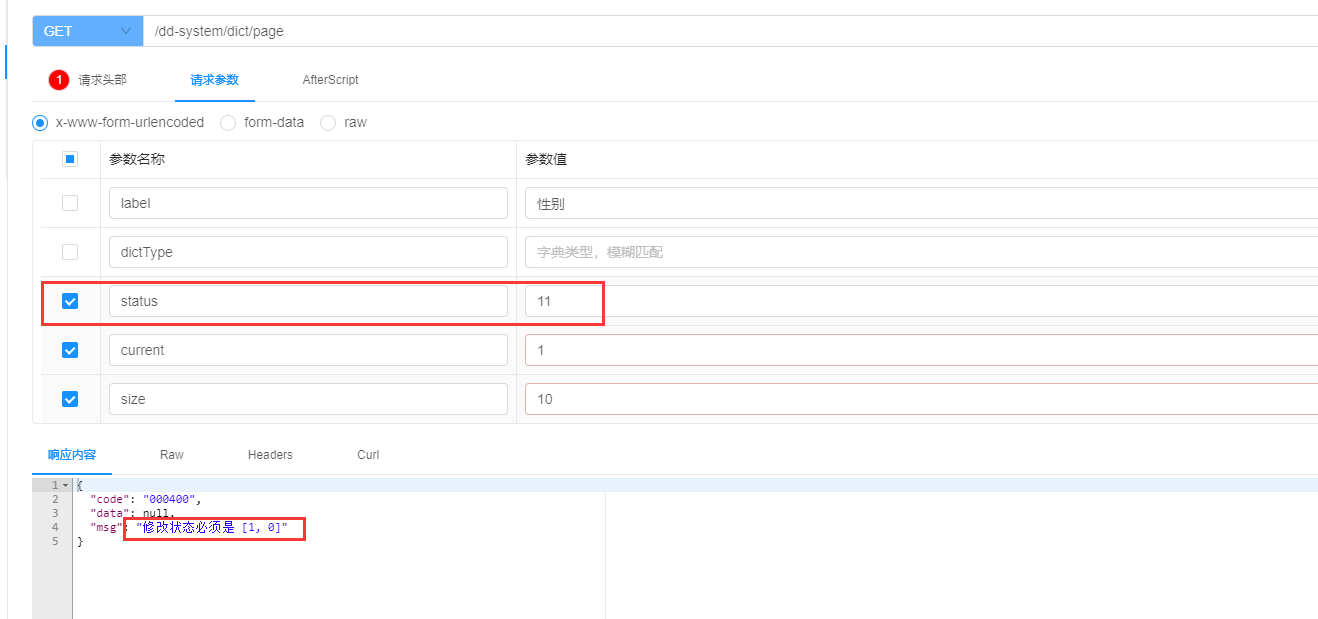 GET /dd-system/dict/page
1 请求头部 请求参数 AfterScript
x-www-form-urlencoded form-data raw
参数名称 参数值
label 性别
dictType 字典类型，模糊匹配
status 11
current 1
size 10
响应内容 Raw Headers Curl
1 {
2 "code": "000400",
3 "data": null,
4 "msg": "修改状态必须是 [1, 0]"
5 }